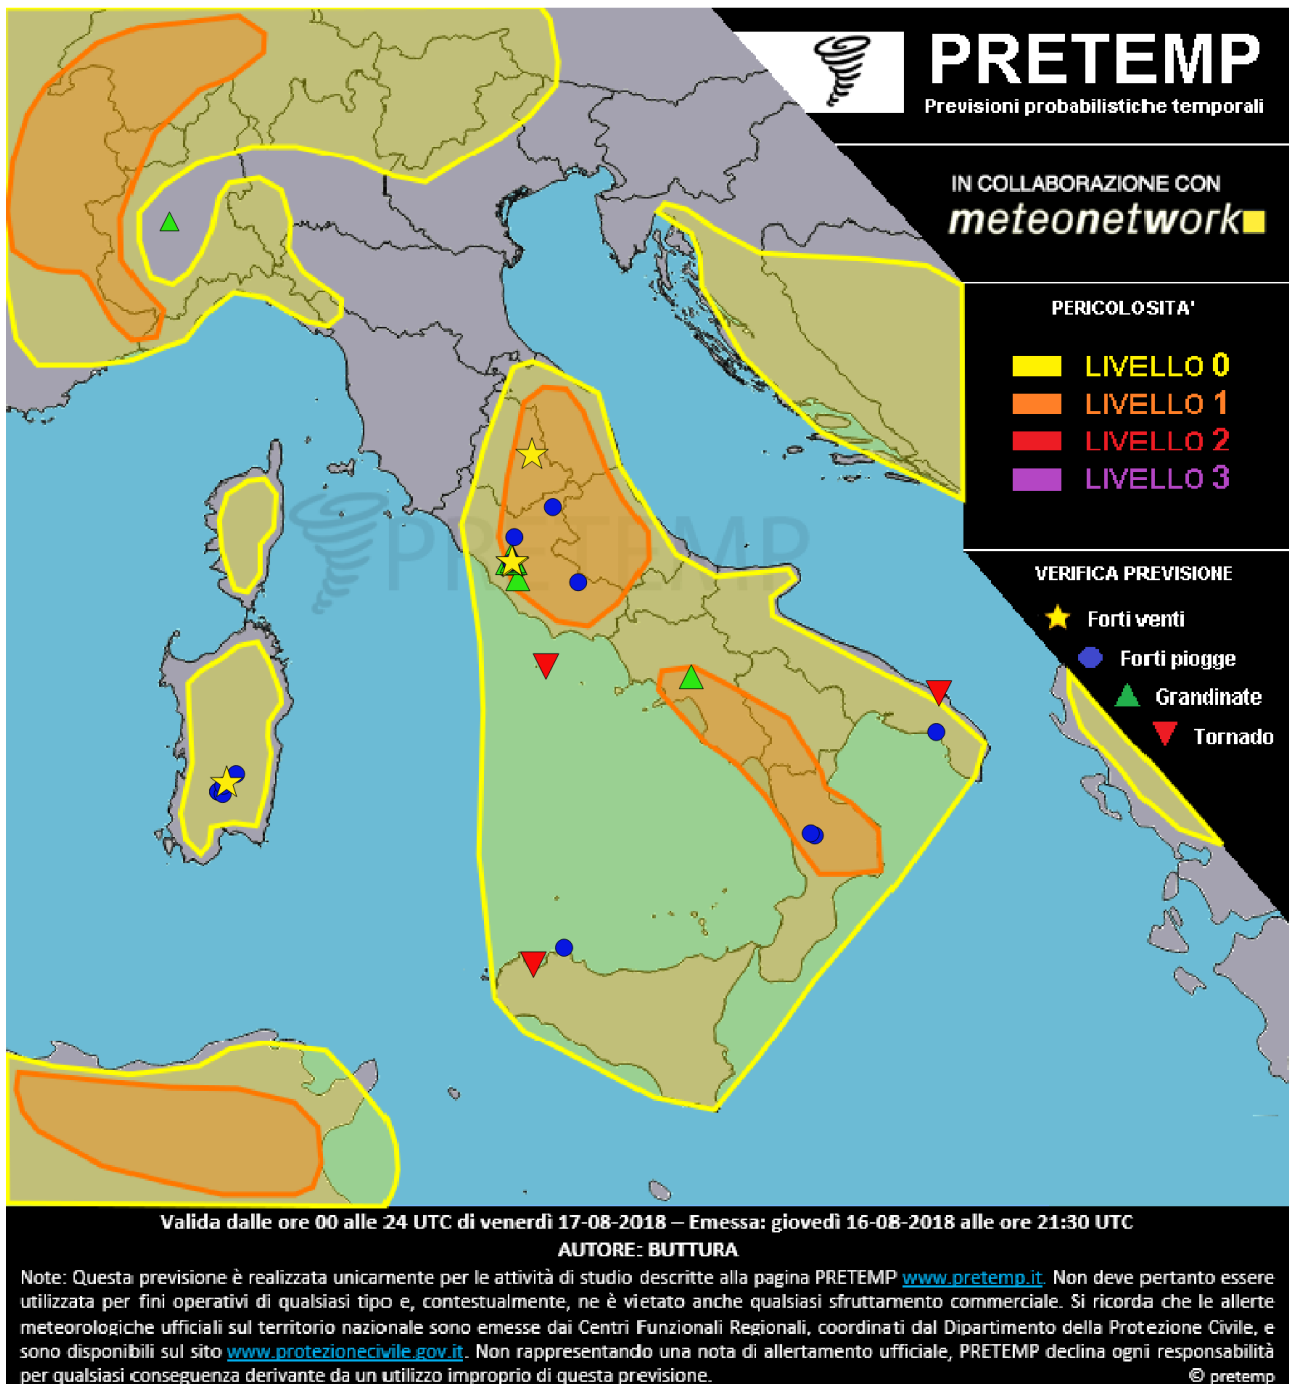 PRETEMP
Previsioni probabilistiche temporali
IN COLLABORAZIONE CON
meteonetwork
PERICOLOSITA'
LIVELLO 0
LIVELLO 1
LIVELLO 2
LIVELLO 3
PRETEMP
VERIFICA PREVISIONE
Forti venti
Forti piogge
Grandinate
Tornado
Valida dalle ore 00 alle 24 UTC di venerdì 17-08-2018 – Emessa: giovedì 16-08-2018 alle ore 21:30 UTC
AUTORE: BUTTURA
Note: Questa previsione è realizzata unicamente per le attività di studio descritte alla pagina PRETEMP www.pretemp.it. Non deve pertanto essere
utilizzata per fini operativi di qualsiasi tipo e, contestualmente, ne è vietato anche qualsiasi sfruttamento commerciale. Si ricorda che le allerte
meteorologiche ufficiali sul territorio nazionale sono emesse dai Centri Funzionali Regionali, coordinati dal Dipartimento della Protezione Civile, e
sono disponibili sul sito www.protezionecivile.gov.it. Non rappresentando una nota di allertamento ufficiale, PRETEMP declina ogni responsabilità
per qualsiasi conseguenza derivante da un utilizzo improprio di questa previsione.
© pretemp